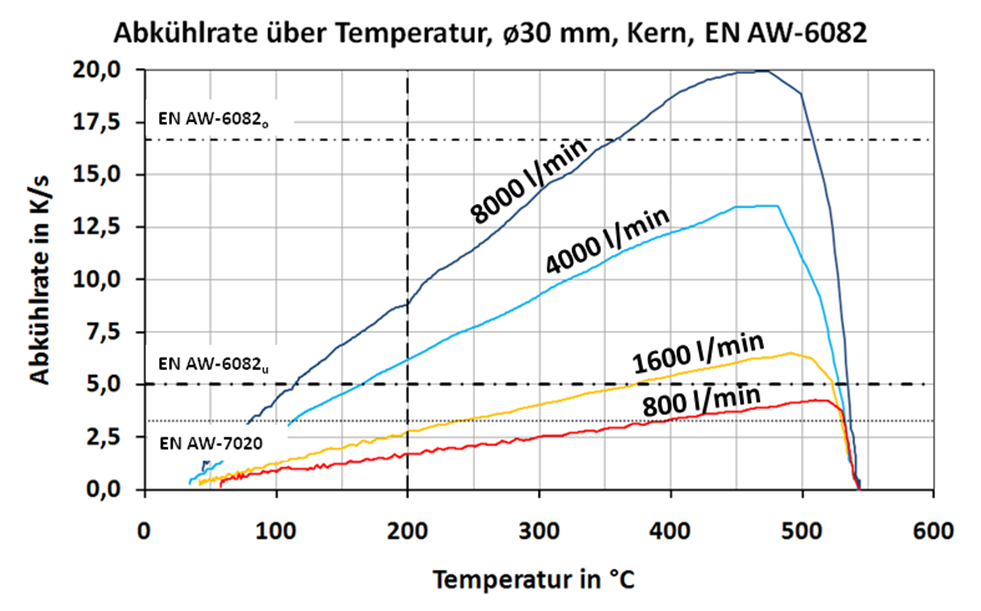 Abkühlrate über Temperatur, ø30 mm, Kern, EN AW-6082
Abkühlrate in K/s
20,0
17,5
15,0
12,5
10,0
7,5
5,0
2,5
0,0
EN AW-6082o
EN AW-6082u
EN AW-7020
8000 l/min
4000 l/min
1600 l/min
800 l/min
0 100 200 300 400 500 600
Temperatur in °C